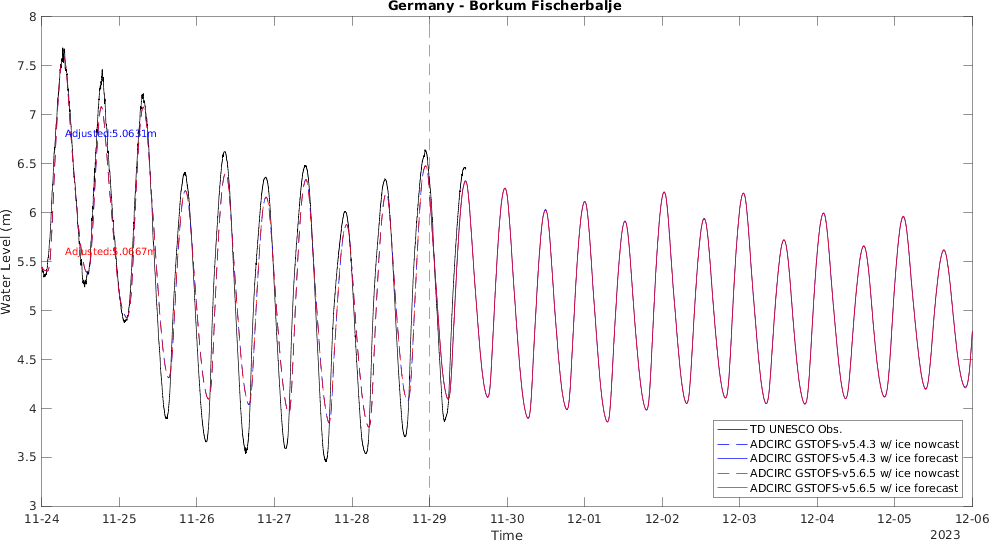 Germany - Borkum Fischerbalje
8
7.5
7
6.5
6
5.5
5
4.5
4
3.5
3
Water Level (m)
Adjusted:5.0631m
Adjusted:5.0667m
TD UNESCO Obs.
ADCIRC GSTOFS-v5.4.3 w/ ice nowcast
ADCIRC GSTOFS-v5.4.3 w/ ice forecast
ADCIRC GSTOFS-v5.6.5 w/ ice nowcast
ADCIRC GSTOFS-v5.6.5 w/ ice forecast
11-24 11-25 11-26 11-27 11-28 11-29 11-30 12-01 12-02 12-03 12-04 12-05 12-06
Time
2023